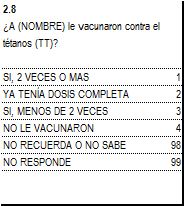 2.8
¿A (NOMBRE) le vacunaron contra el
tétanos (TT)?
SI, 2 VECES O MAS 1
YA TENÍA DOSIS COMPLETA 2
SI, MENOS DE 2 VECES 3
NO LE VACUNARON 4
NO RECUERDA O NO SABE 98
NO RESPONDE 99